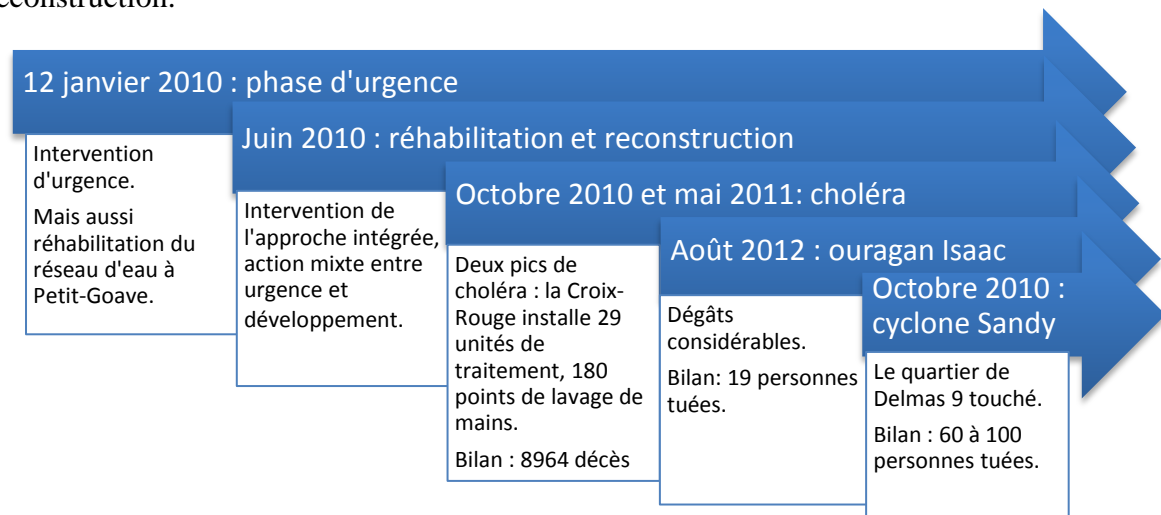 12 janvier 2010 : phase d'urgence
Intervention
d'urgence.
Mais aussi
réhabilitation du
réseau d'eau à
Petit-Goave.
Juin 2010 : réhabilitation et reconstruction
Intervention de
l'approche intégrée,
action mixte entre
urgence et
développement.
Octobre 2010 et mai 2011: choléra
Deux pics de
choléra : la Croix-
Rouge installe 29
unités de
traitement, 180
points de lavage de
mains.
Bilan : 8964 décès
Août 2012 : ouragan Isaac
Dégâts
considérables.
Bilan: 19 personnes
tuées.
Octobre 2010 :
cyclone Sandy
Le quartier de
Delmas 9 touché.
Bilan : 60 à 100
personnes tuées.